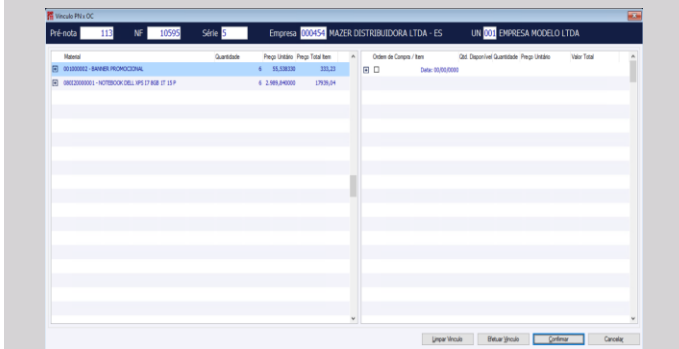 Vínculo PN x OC
Pré-nota 113 NF 10595 Série 5 Empresa 000454 MAZER DISTRIBUIDORA LTDA - ES UN 001 EMPRESA MODELO LTDA
Material Quantidade Preço Unitário Preço Total Item Ordem de Compra / Item Qtd. Disponível Quantidade Preço Unitário Valor Total
001000002 - BANNER PROMOCIONAL 6 55,538330 333,23 Data: 00/00/0000
08012000000 1 - NOTEBOOK DELL XPS 17 8GB 1T 15 P 6 2.989,840000 17939,04
Limpar Vínculo Efetuar Vínculo Confirmar Cancelar